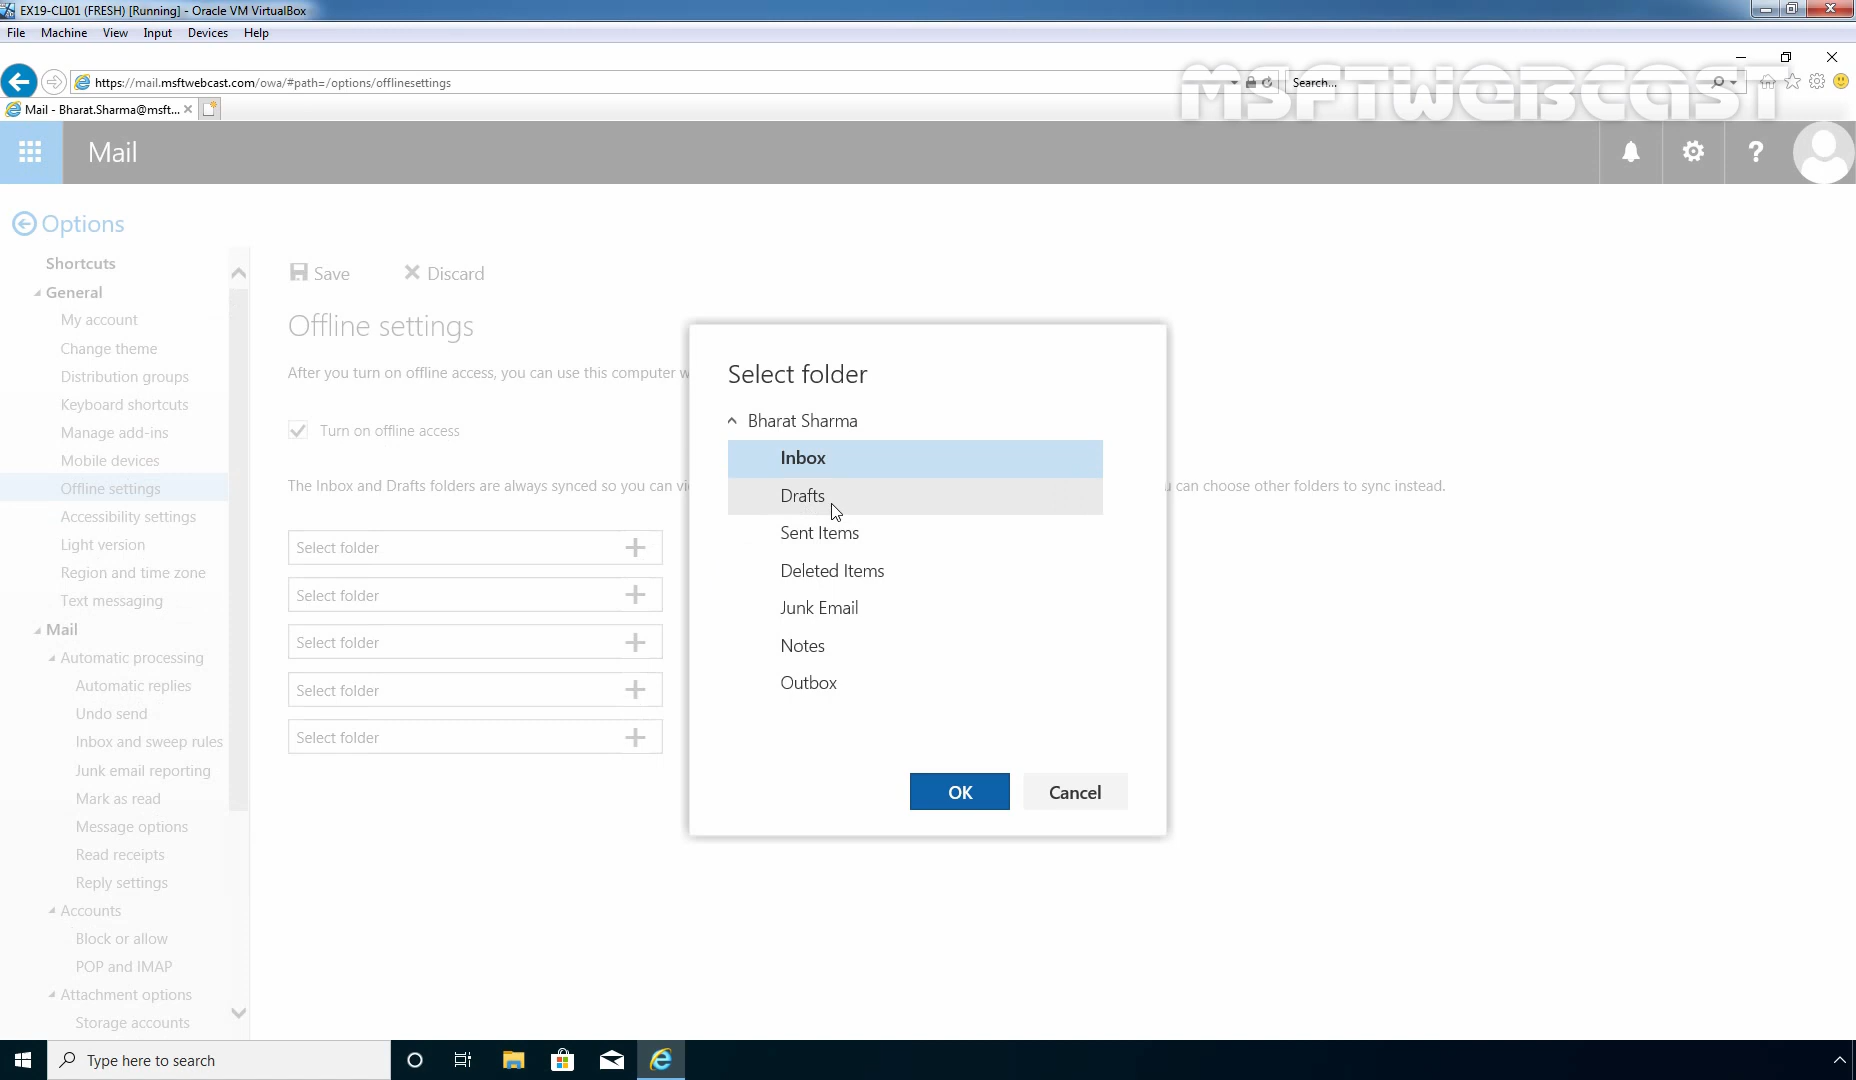 EX19-CLI01 (FRESH) [Running] - Oracle VM VirtualBox
File Machine View Input Devices Help
https://mail.msftwebcast.com/owa/#path=/options/offlinesettings
Search...
MSFTWEBCAST
Mail - Bharat.Sharma@msft...
Mail
?
Options
Shortcuts
General
My account
Change theme
Distribution groups
Keyboard shortcuts
Manage add-ins
Mobile devices
Offline settings
Accessibility settings
Light version
Region and time zone
Text messaging
Mail
Automatic processing
Automatic replies
Undo send
Inbox and sweep rules
Junk email reporting
Mark as read
Message options
Read receipts
Reply settings
Accounts
Block or allow
POP and IMAP
Attachment options
Storage accounts
Save Discard
Offline settings
After you turn on offline access, you can use this computer w
Turn on offline access
The Inbox and Drafts folders are always synced so you can vi
can choose other folders to sync instead.
Select folder
Select folder
Select folder
Select folder
Select folder
Select folder
Bharat Sharma
Inbox
Drafts
Sent Items
Deleted Items
Junk Email
Notes
Outbox
OK Cancel
Type here to search